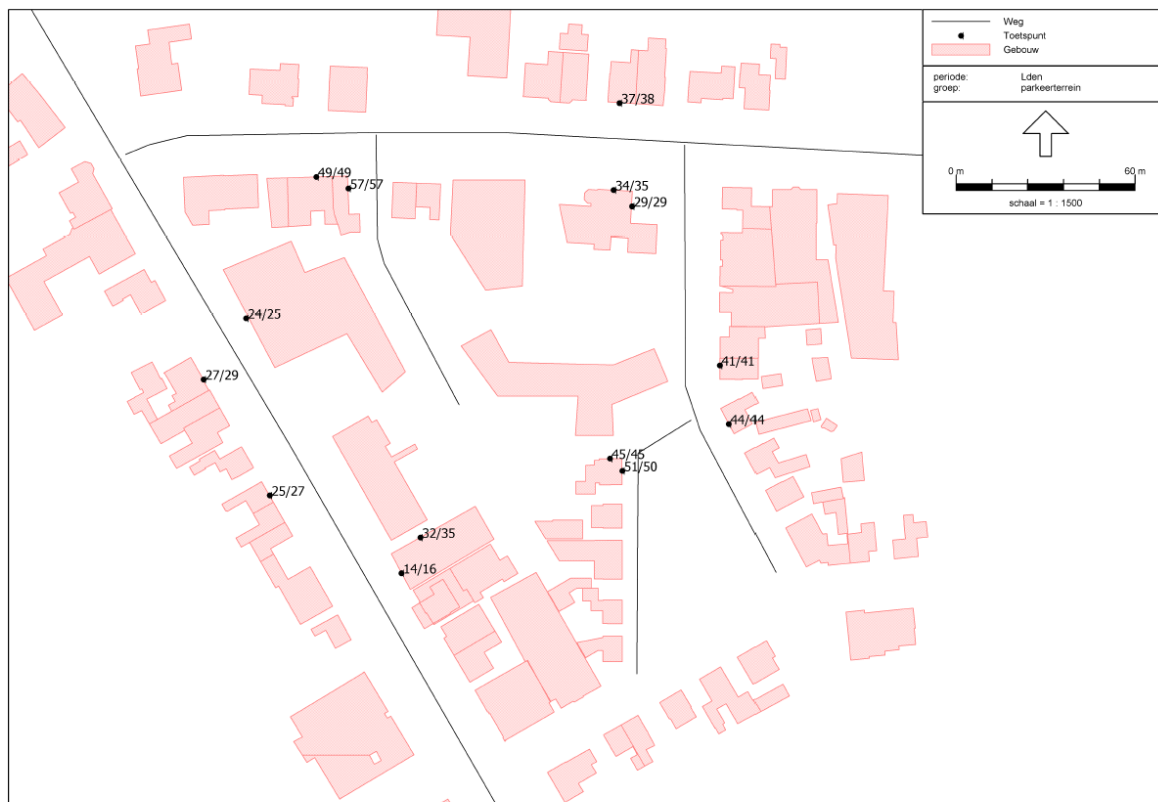 Weg
Toetspunt
Gebouw
periode: Lden
groep: parkeerterrein
0 m 60 m
schaal = 1 : 1500
37/38
49/49
57/57
34/35
29/29
24/25
41/41
27/29
44/44
45/45
51/50
25/27
32/35
14/16